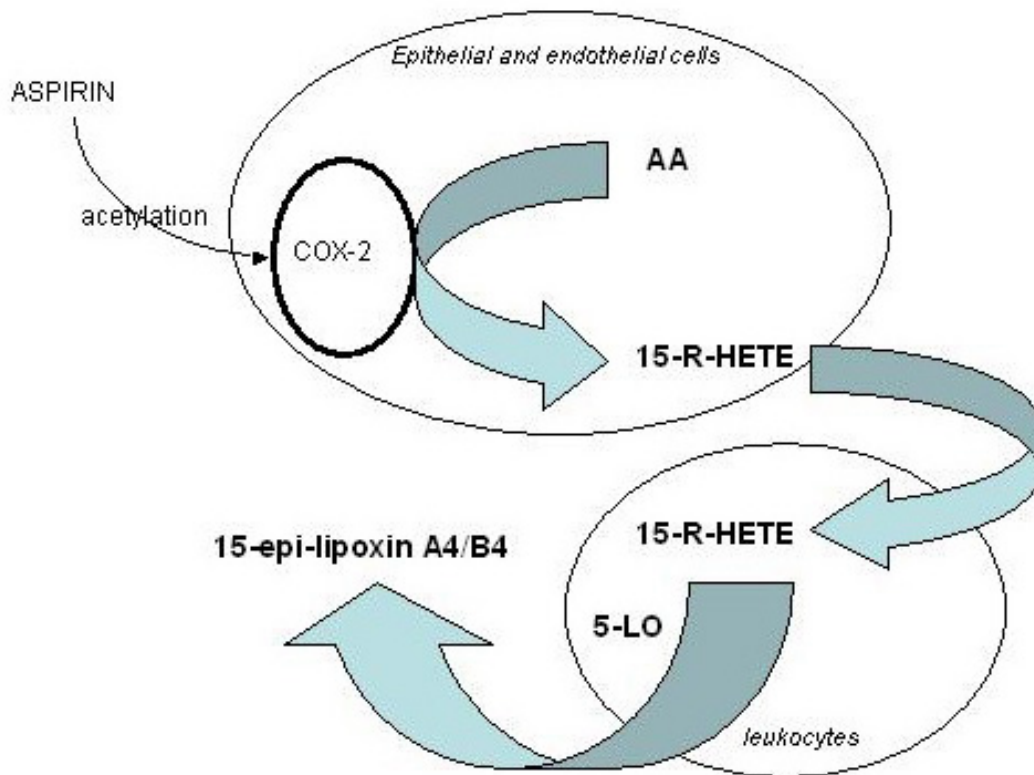 Epithelial and endothelial cells
ASPIRIN
AA
acetylation
COX-2
15-R-HETE
15-R-HETE
15-epi-lipoxin A4/B4
5-LO
leukocytes